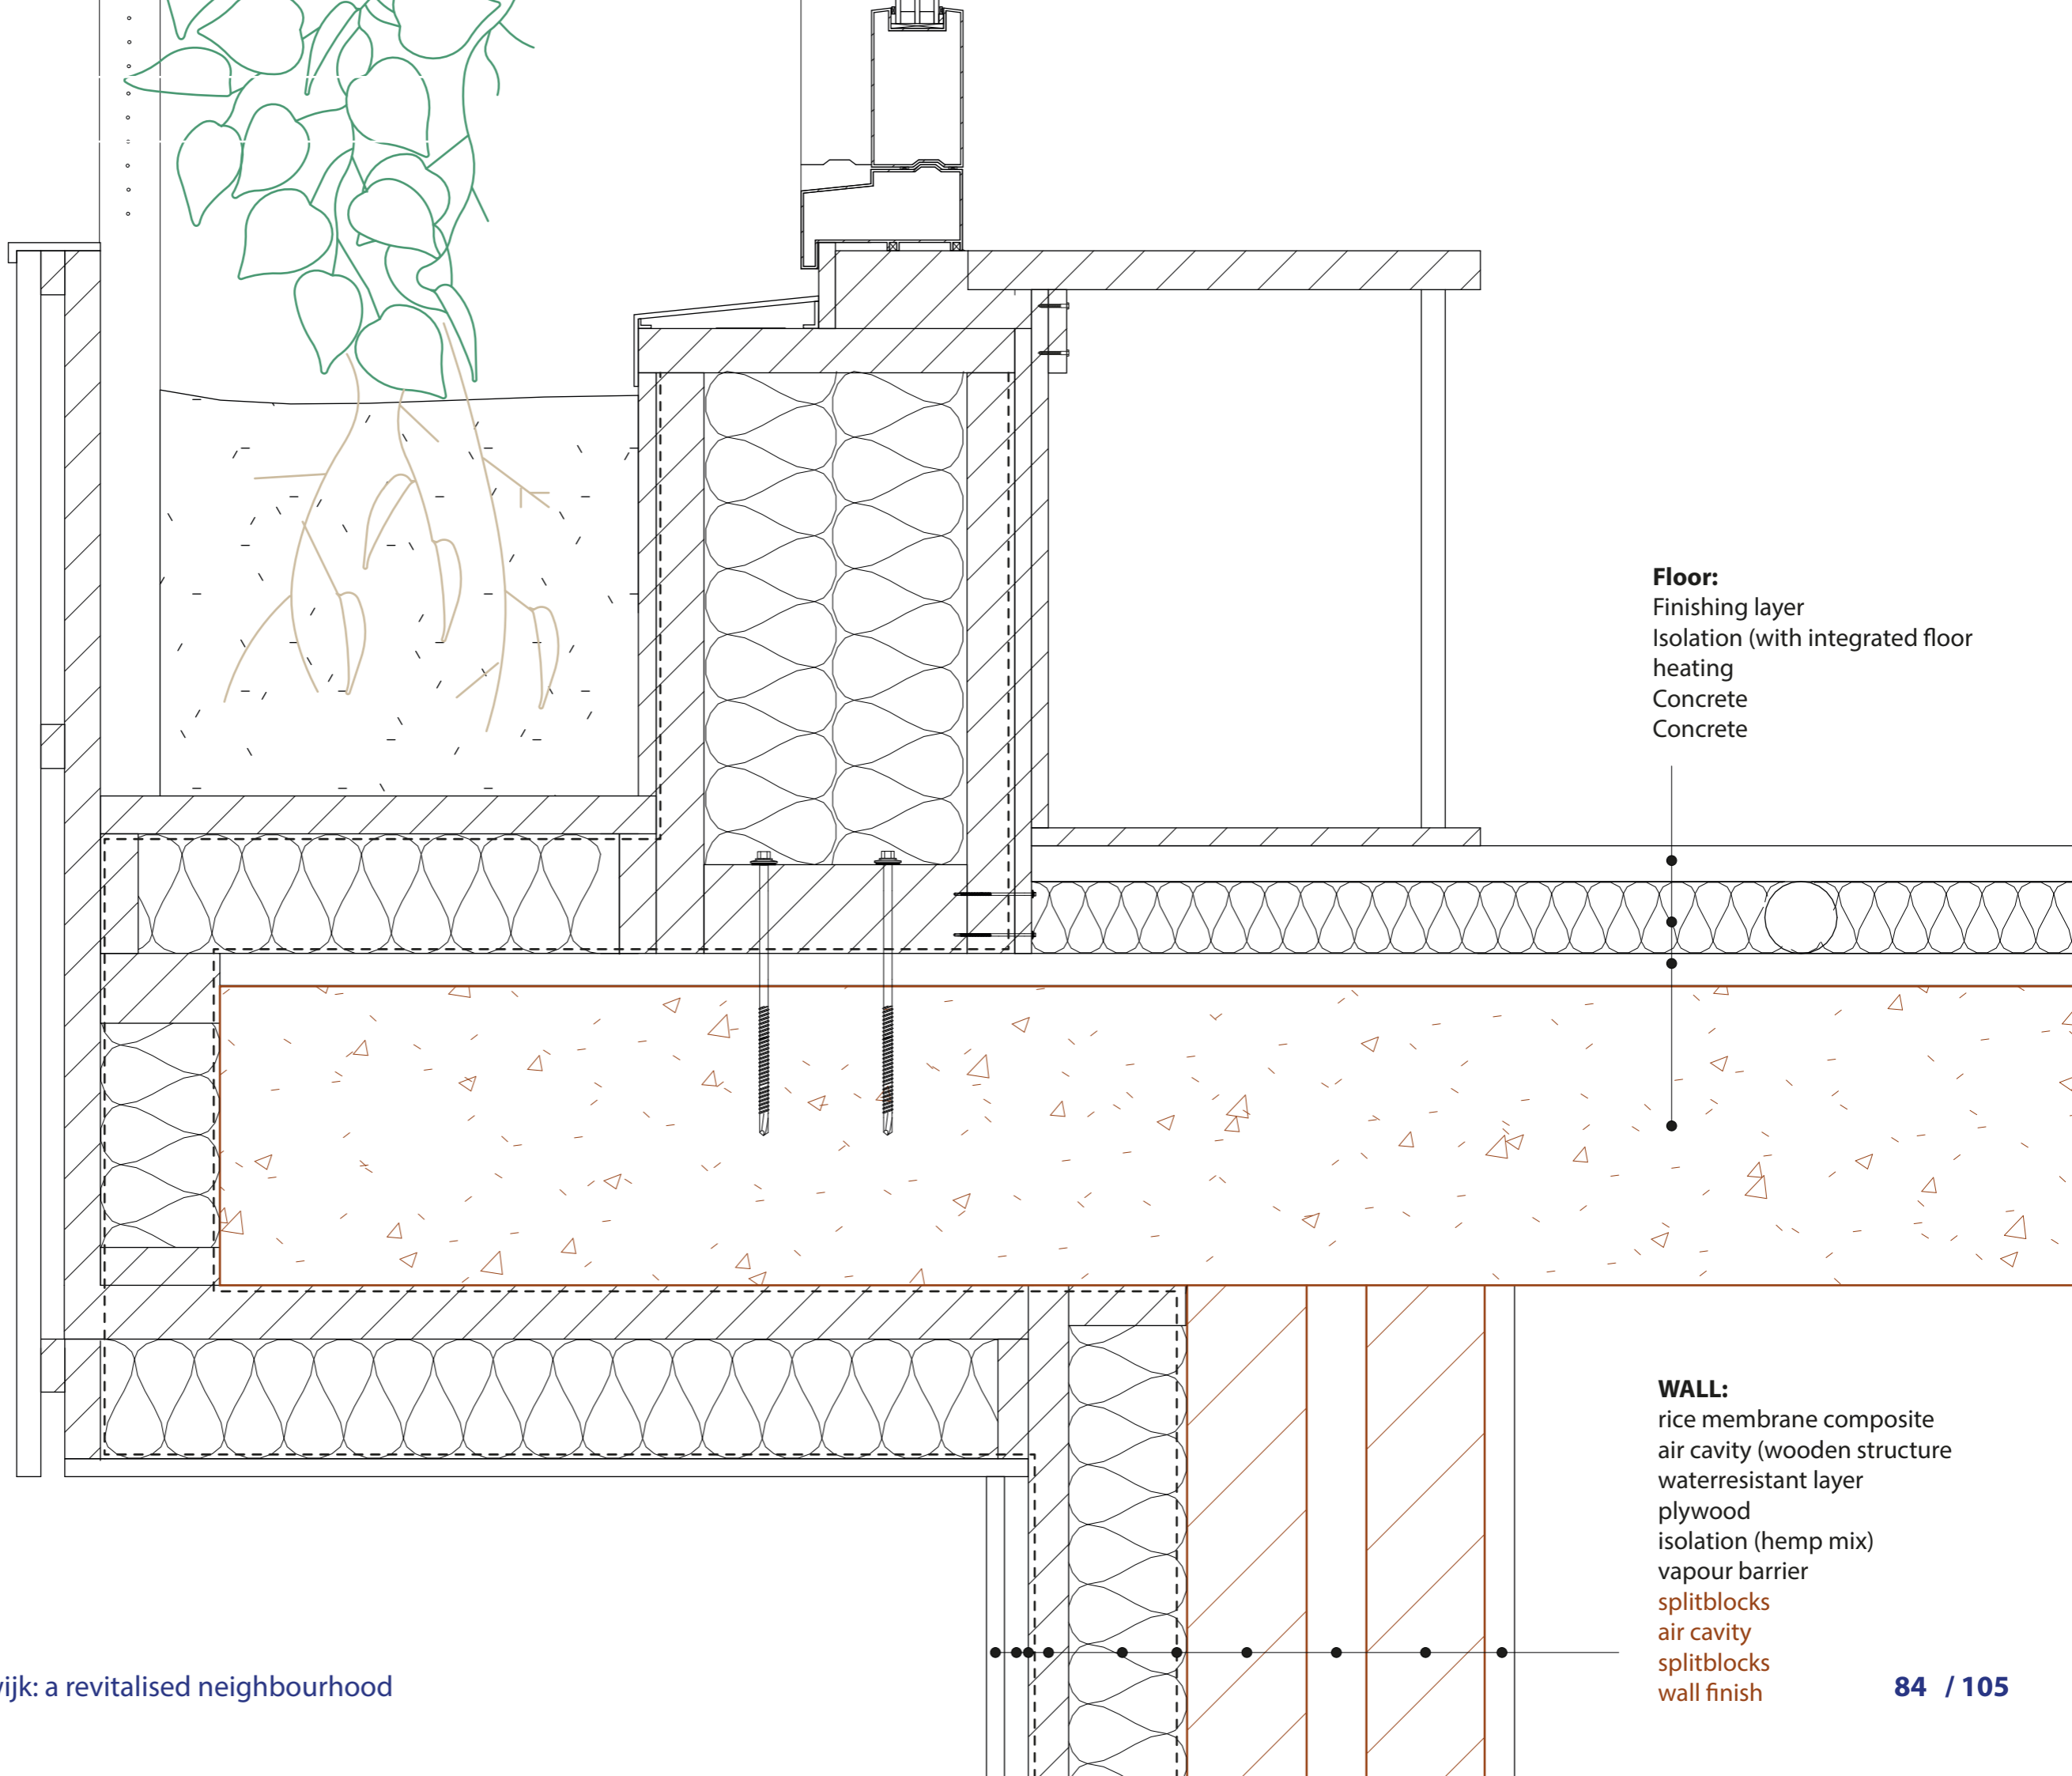 Floor:
Finishing layer
Isolation (with integrated floor
heating
Concrete
Concrete
WALL:
rice membrane composite
air cavity (wooden structure
waterresistant layer
plywood
isolation (hemp mix)
vapour barrier
splitblocks
air cavity
splitblocks
wall finish
ijk: a revitalised neighbourhood
84 / 105